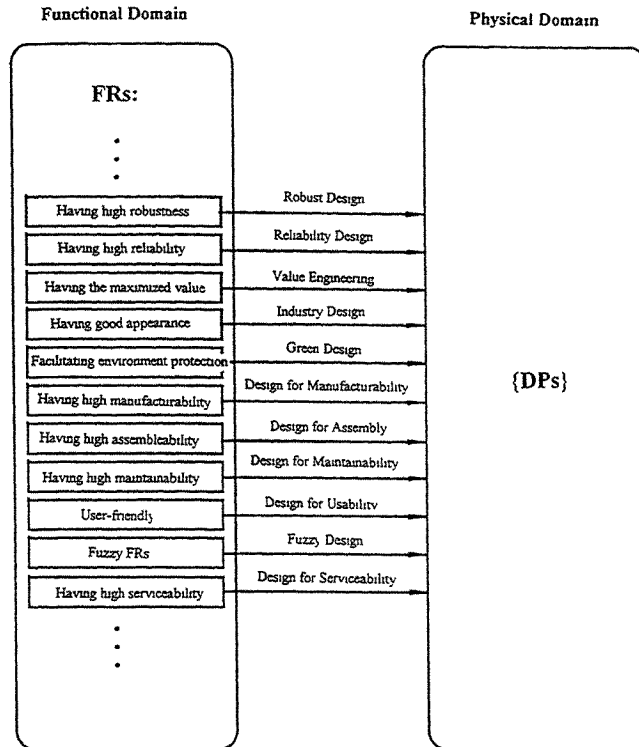 Functional Domain
Physical Domain
FRs:
Having high robustness
Robust Design
Having high reliability
Reliability Design
Having the maximized value
Value Engineering
Having good appearance
Industry Design
Facilitating environment protection
Green Design
Having high manufacturability
Design for Manufacturability
{DPs}
Having high assembleability
Design for Assembly
Having high maintainability
Design for Maintainability
User-friendly
Design for Usability
Fuzzy FRs
Fuzzy Design
Having high serviceability
Design for Serviceability